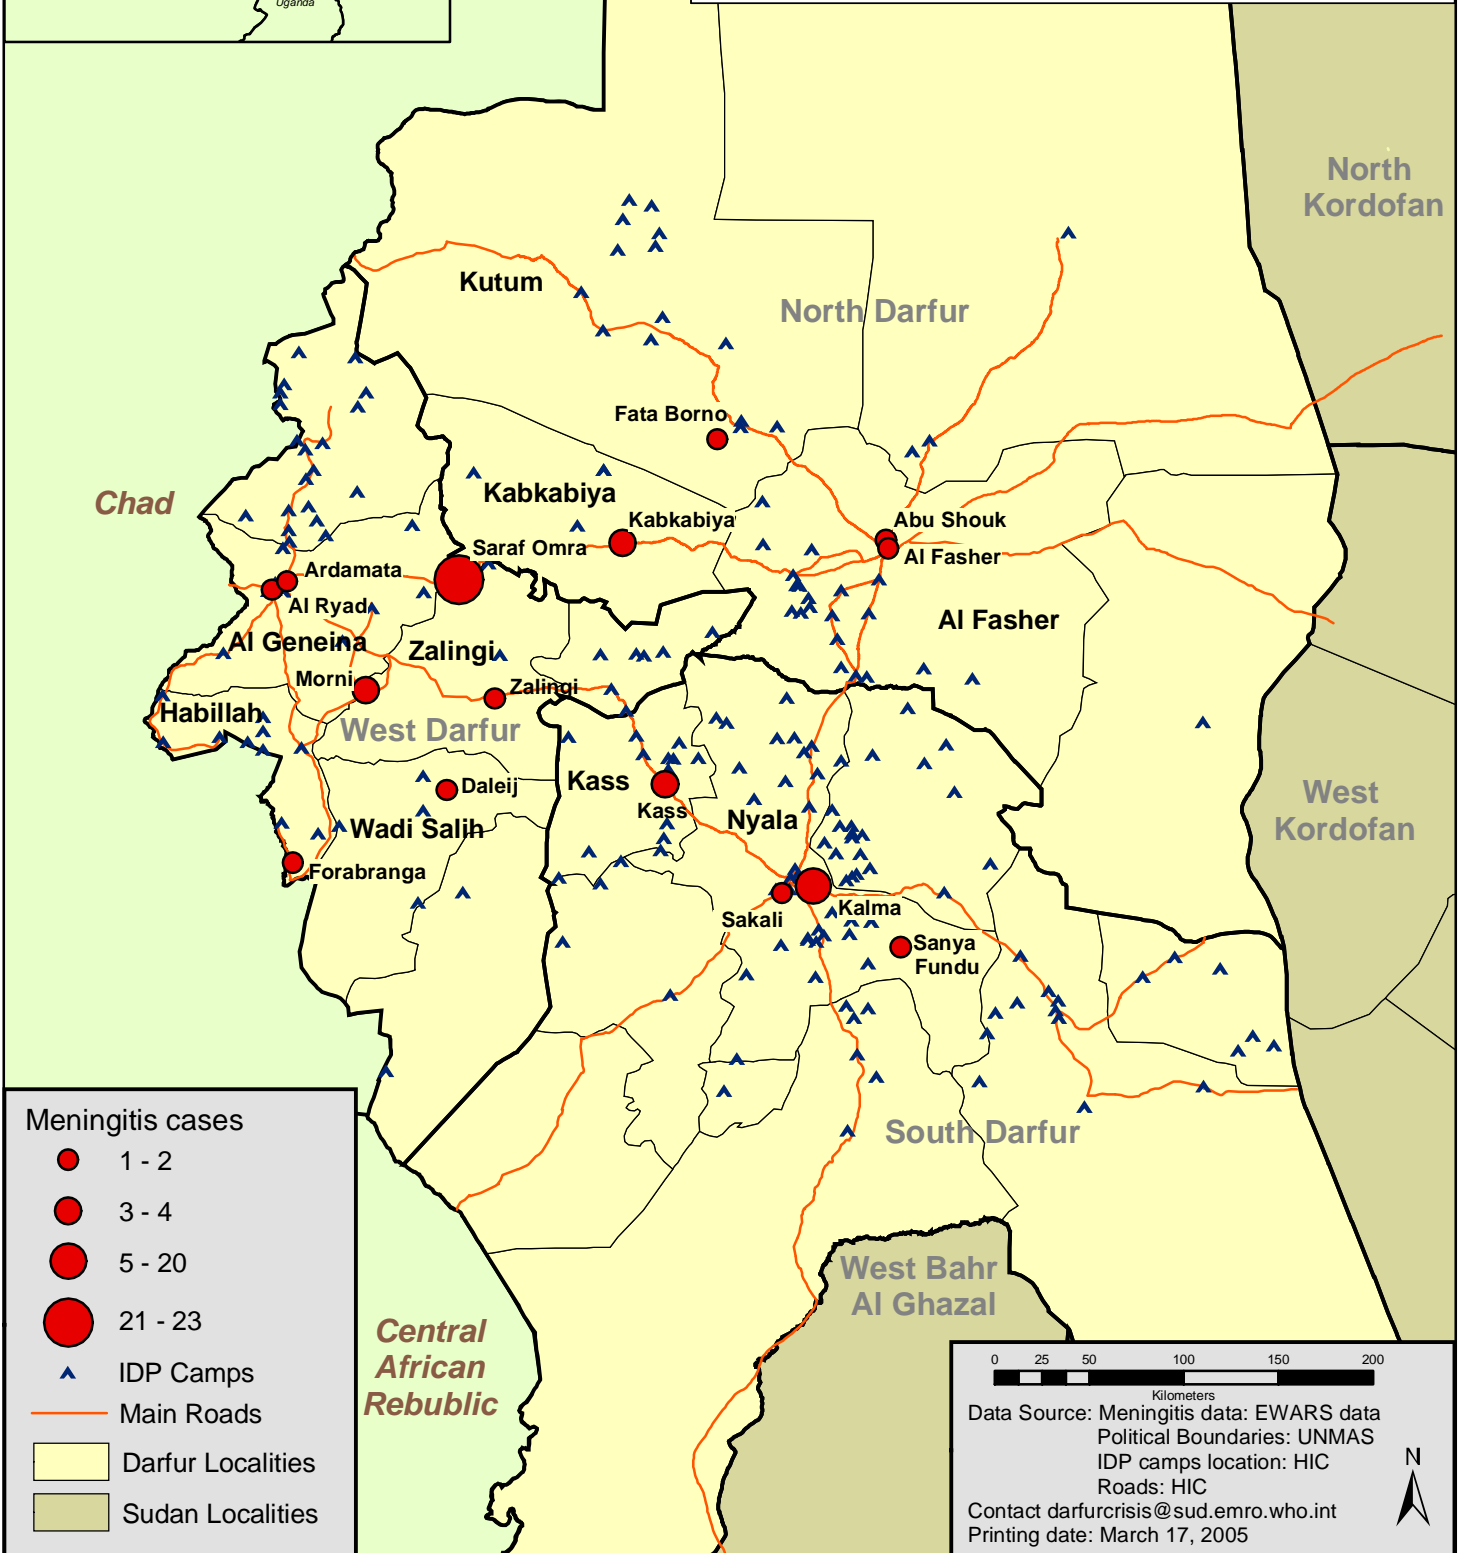 Uganda
North
Kordofan
Kutum
North Darfur
Fata Borno
Chad
Kabkabiya
Kabkabiya
Abu Shouk
Saraf Omra
Al Fasher
Ardamata
Al Ryad
Al Fasher
Al Geneina
Zalingi
Morni
Zalingi
Habillah
West Darfur
Kass
Daleij
West
Kordofan
Kass
Nyala
Wadi Salih
Forabranga
Kalma
Sakali
Sanya
Fundu
South Darfur
West Bahr
Al Ghazal
Central
African
Rebublic
Meningitis cases
1 - 2
3 - 4
5 - 20
21 - 23
IDP Camps
Main Roads
Darfur Localities
Sudan Localities
0 25 50 100 150 200
Kilometers
Data Source: Meningitis data: EWARS data
Political Boundaries: UNMAS
IDP camps location: HIC
Roads: HIC
Contact darfurcrisis@sud.emro.who.int
Printing date: March 17, 2005
N